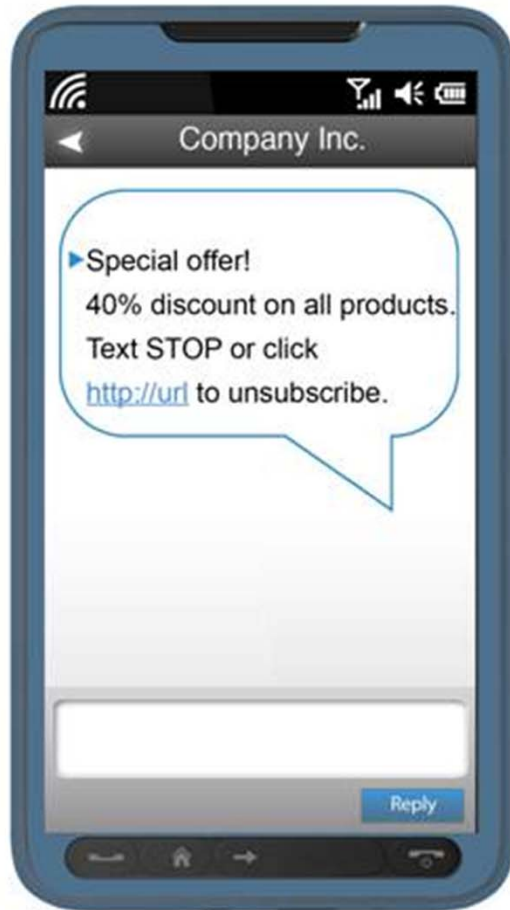 Company Inc.
Special offer!
40% discount on all products.
Text STOP or click
http://url to unsubscribe.
Reply